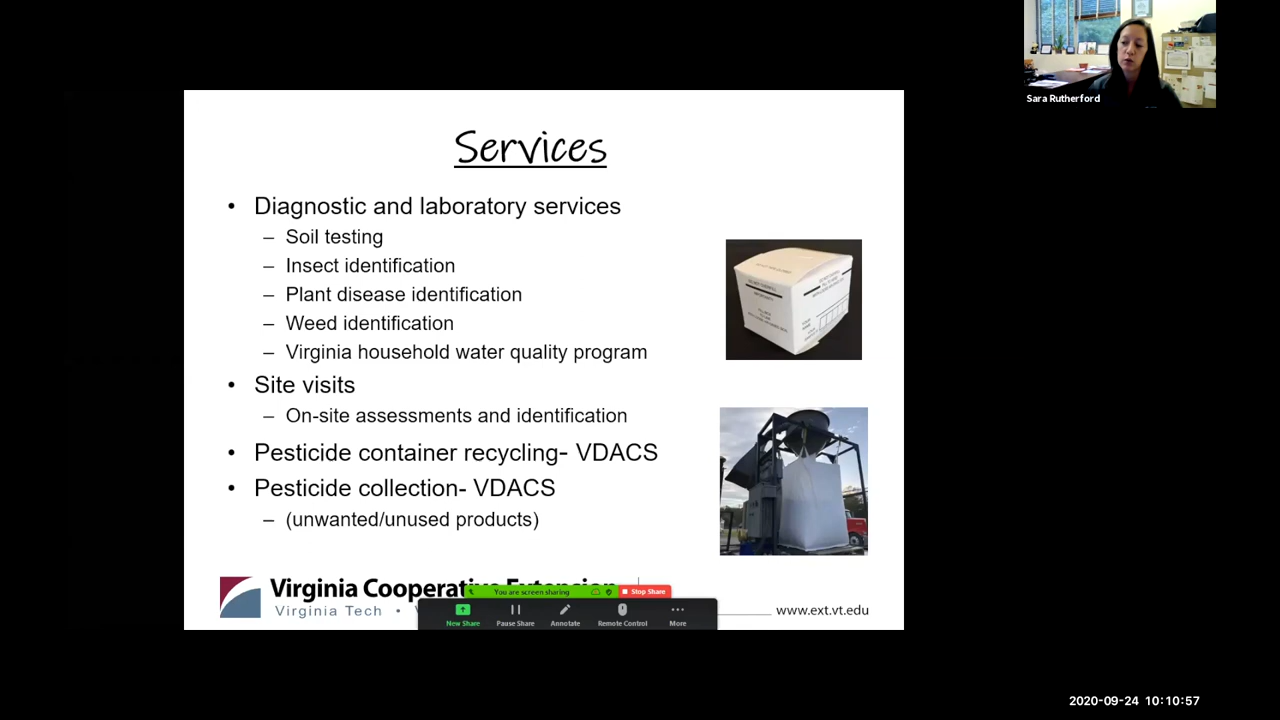 Sara Rutherford
Services
• Diagnostic and laboratory services
– Soil testing
– Insect identification
– Plant disease identification
– Weed identification
– Virginia household water quality program
• Site visits
– On-site assessments and identification
• Pesticide container recycling- VDACS
• Pesticide collection- VDACS
– (unwanted/unused products)
Virginia Cooperative Extension
Virginia Tech •
www.ext.vt.edu
You are screen sharing
Stop Share
New Share
Pause Share
Annotate
Remote Control
More
2020-09-24 10:10:57